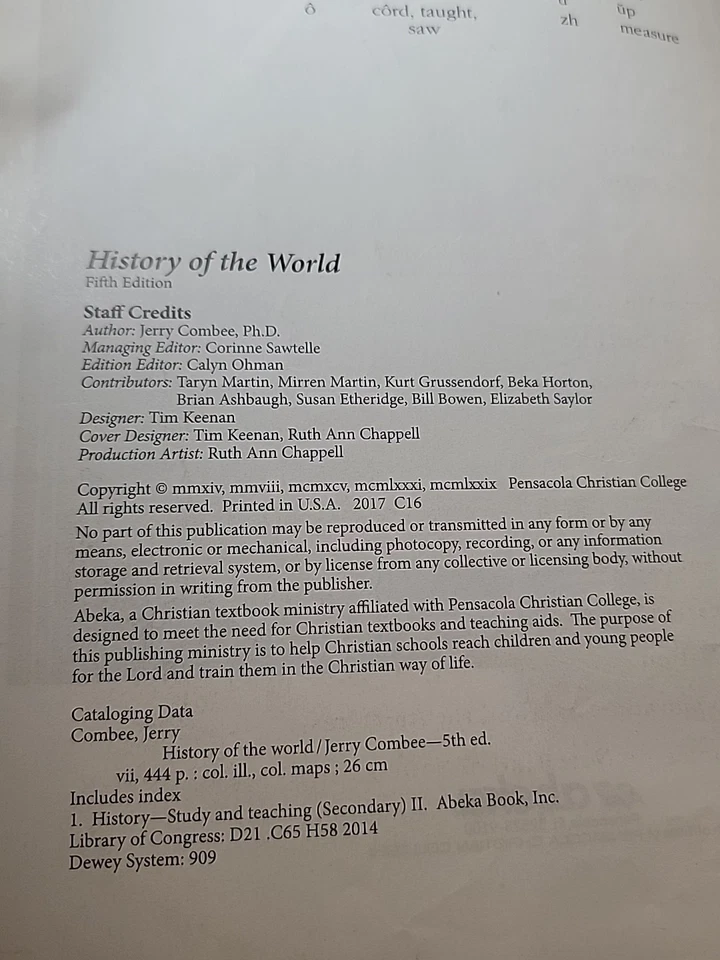 ô côrd, taught, ŭp
saw zh measure
History of the World
Fifth Edition
Staff Credits
Author: Jerry Combee, Ph.D.
Managing Editor: Corinne Sawtelle
Edition Editor: Calyn Ohman
Contributors: Taryn Martin, Mirren Martin, Kurt Grussendorf, Beka Horton,
Brian Ashbaugh, Susan Etheridge, Bill Bowen, Elizabeth Saylor
Designer: Tim Keenan
Cover Designer: Tim Keenan, Ruth Ann Chappell
Production Artist: Ruth Ann Chappell
Copyright © mmxiv, mmviii, mcmxcv, mcmlxxxi, mcmlxxix Pensacola Christian College
All rights reserved. Printed in U.S.A. 2017 C16
No part of this publication may be reproduced or transmitted in any form or by any
means, electronic or mechanical, including photocopy, recording, or any information
storage and retrieval system, or by license from any collective or licensing body, without
permission in writing from the publisher.
Abeka, a Christian textbook ministry affiliated with Pensacola Christian College, is
designed to meet the need for Christian textbooks and teaching aids. The purpose of
this publishing ministry is to help Christian schools reach children and young people
for the Lord and train them in the Christian way of life.
Cataloging Data
Combee, Jerry
History of the world/Jerry Combee—5th ed.
vii, 444 p. : col. ill., col. maps ; 26 cm
Includes index
1. History—Study and teaching (Secondary) II. Abeka Book, Inc.
Library of Congress: D21 .C65 H58 2014
Dewey System: 909